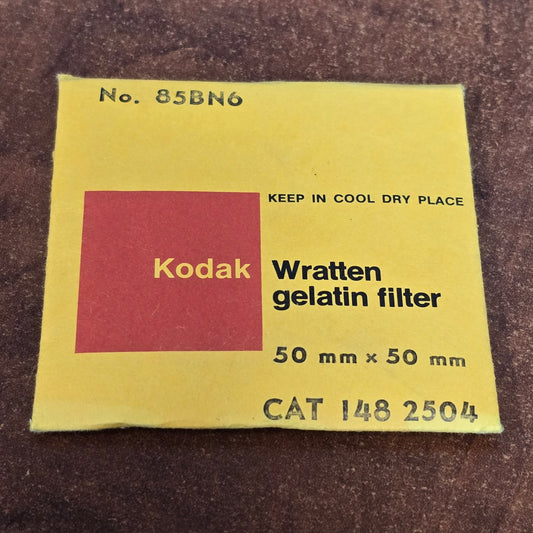 No. 85BN6
KEEP IN COOL DRY PLACE
Kodak
Wratten
gelatin filter
50 mm x 50 mm
CAT 148 2504